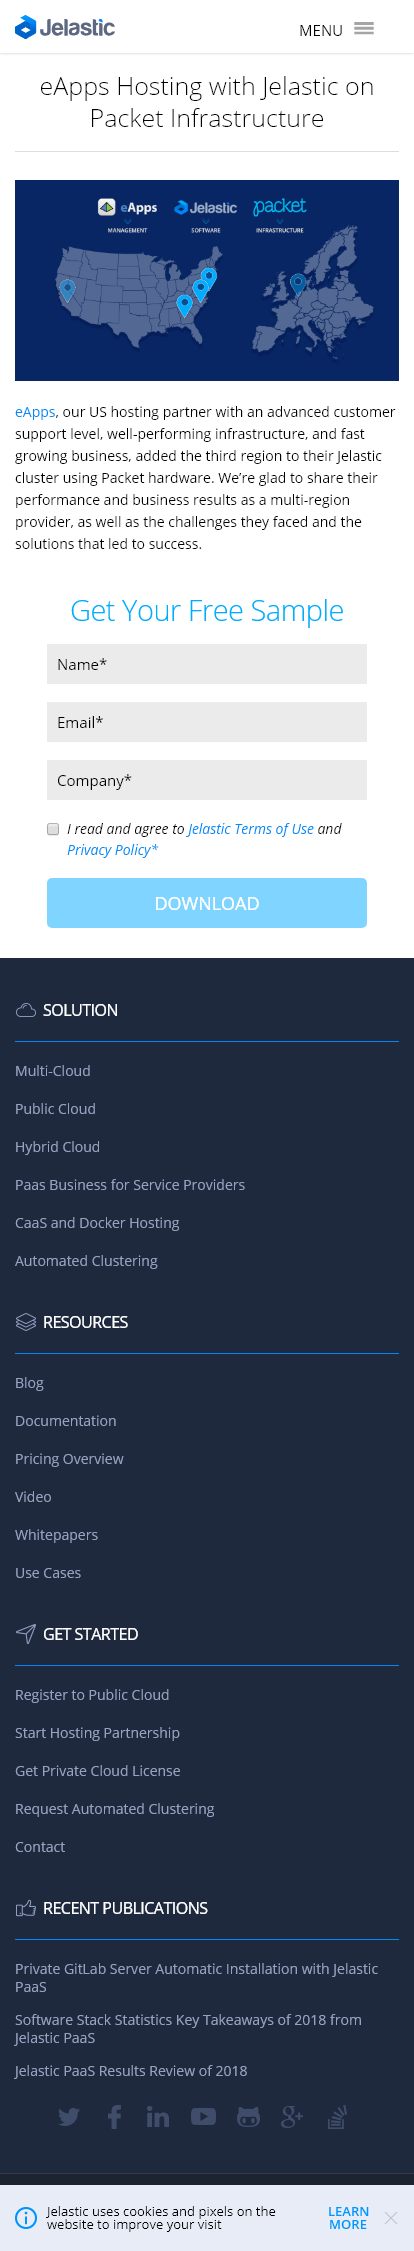 Jelastic
MENU
eApps Hosting with Jelastic on
Packet Infrastructure
eApps
Jelastic
packet
MANAGEMENT
SOFTWARE
INFRASTRUCTURE
eApps, our US hosting partner with an advanced customer
support level, well-performing infrastructure, and fast
growing business, added the third region to their Jelastic
cluster using Packet hardware. We’re glad to share their
performance and business results as a multi-region
provider, as well as the challenges they faced and the
solutions that led to success.
Get Your Free Sample
Name*
Email*
Company*
I read and agree to Jelastic Terms of Use and
Privacy Policy*
DOWNLOAD
SOLUTION
Multi-Cloud
Public Cloud
Hybrid Cloud
Paas Business for Service Providers
CaaS and Docker Hosting
Automated Clustering
RESOURCES
Blog
Documentation
Pricing Overview
Video
Whitepapers
Use Cases
GET STARTED
Register to Public Cloud
Start Hosting Partnership
Get Private Cloud License
Request Automated Clustering
Contact
RECENT PUBLICATIONS
Private GitLab Server Automatic Installation with Jelastic
PaaS
Software Stack Statistics Key Takeaways of 2018 from
Jelastic PaaS
Jelastic PaaS Results Review of 2018
Jelastic uses cookies and pixels on the
website to improve your visit
LEARN
MORE